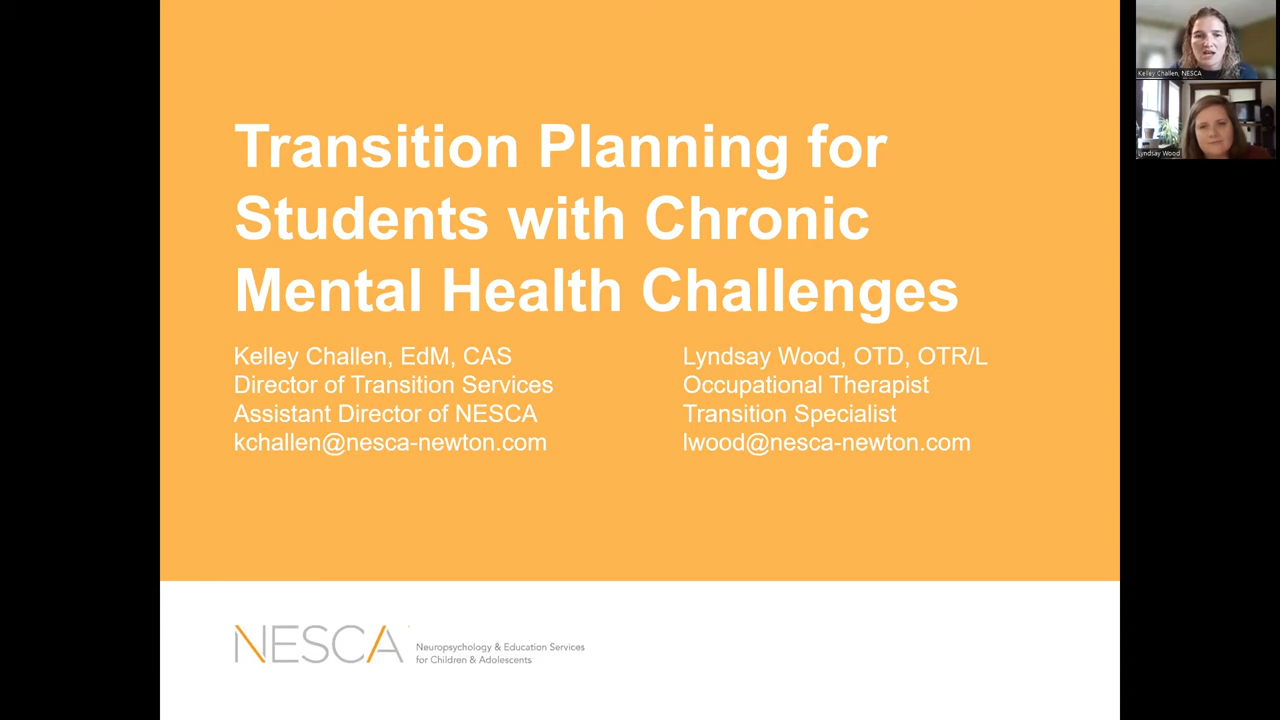 Transition Planning for
Students with Chronic
Mental Health Challenges
Kelley Challen, EdM, CAS
Director of Transition Services
Assistant Director of NESCA
kchallen@nesca-newton.com
Lyndsay Wood, OTD, OTR/L
Occupational Therapist
Transition Specialist
lwood@nesca-newton.com
NESCA
Neuropsychology & Education Services
for Children & Adolescents
Kelley Challen, NESCA
Lyndsay Wood